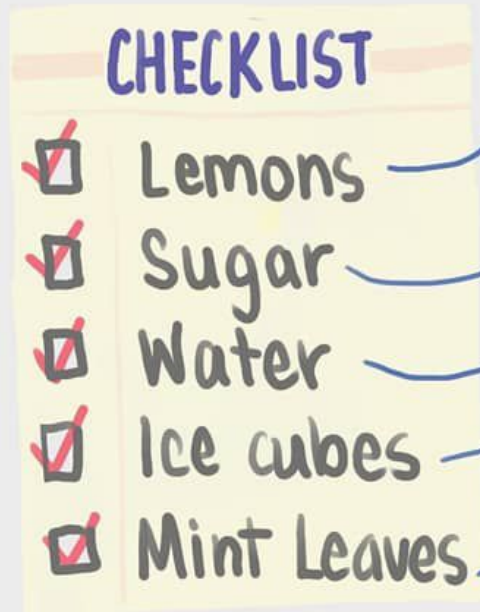 CHECKLIST
Lemons
Sugar
Water
Ice cubes
Mint Leaves